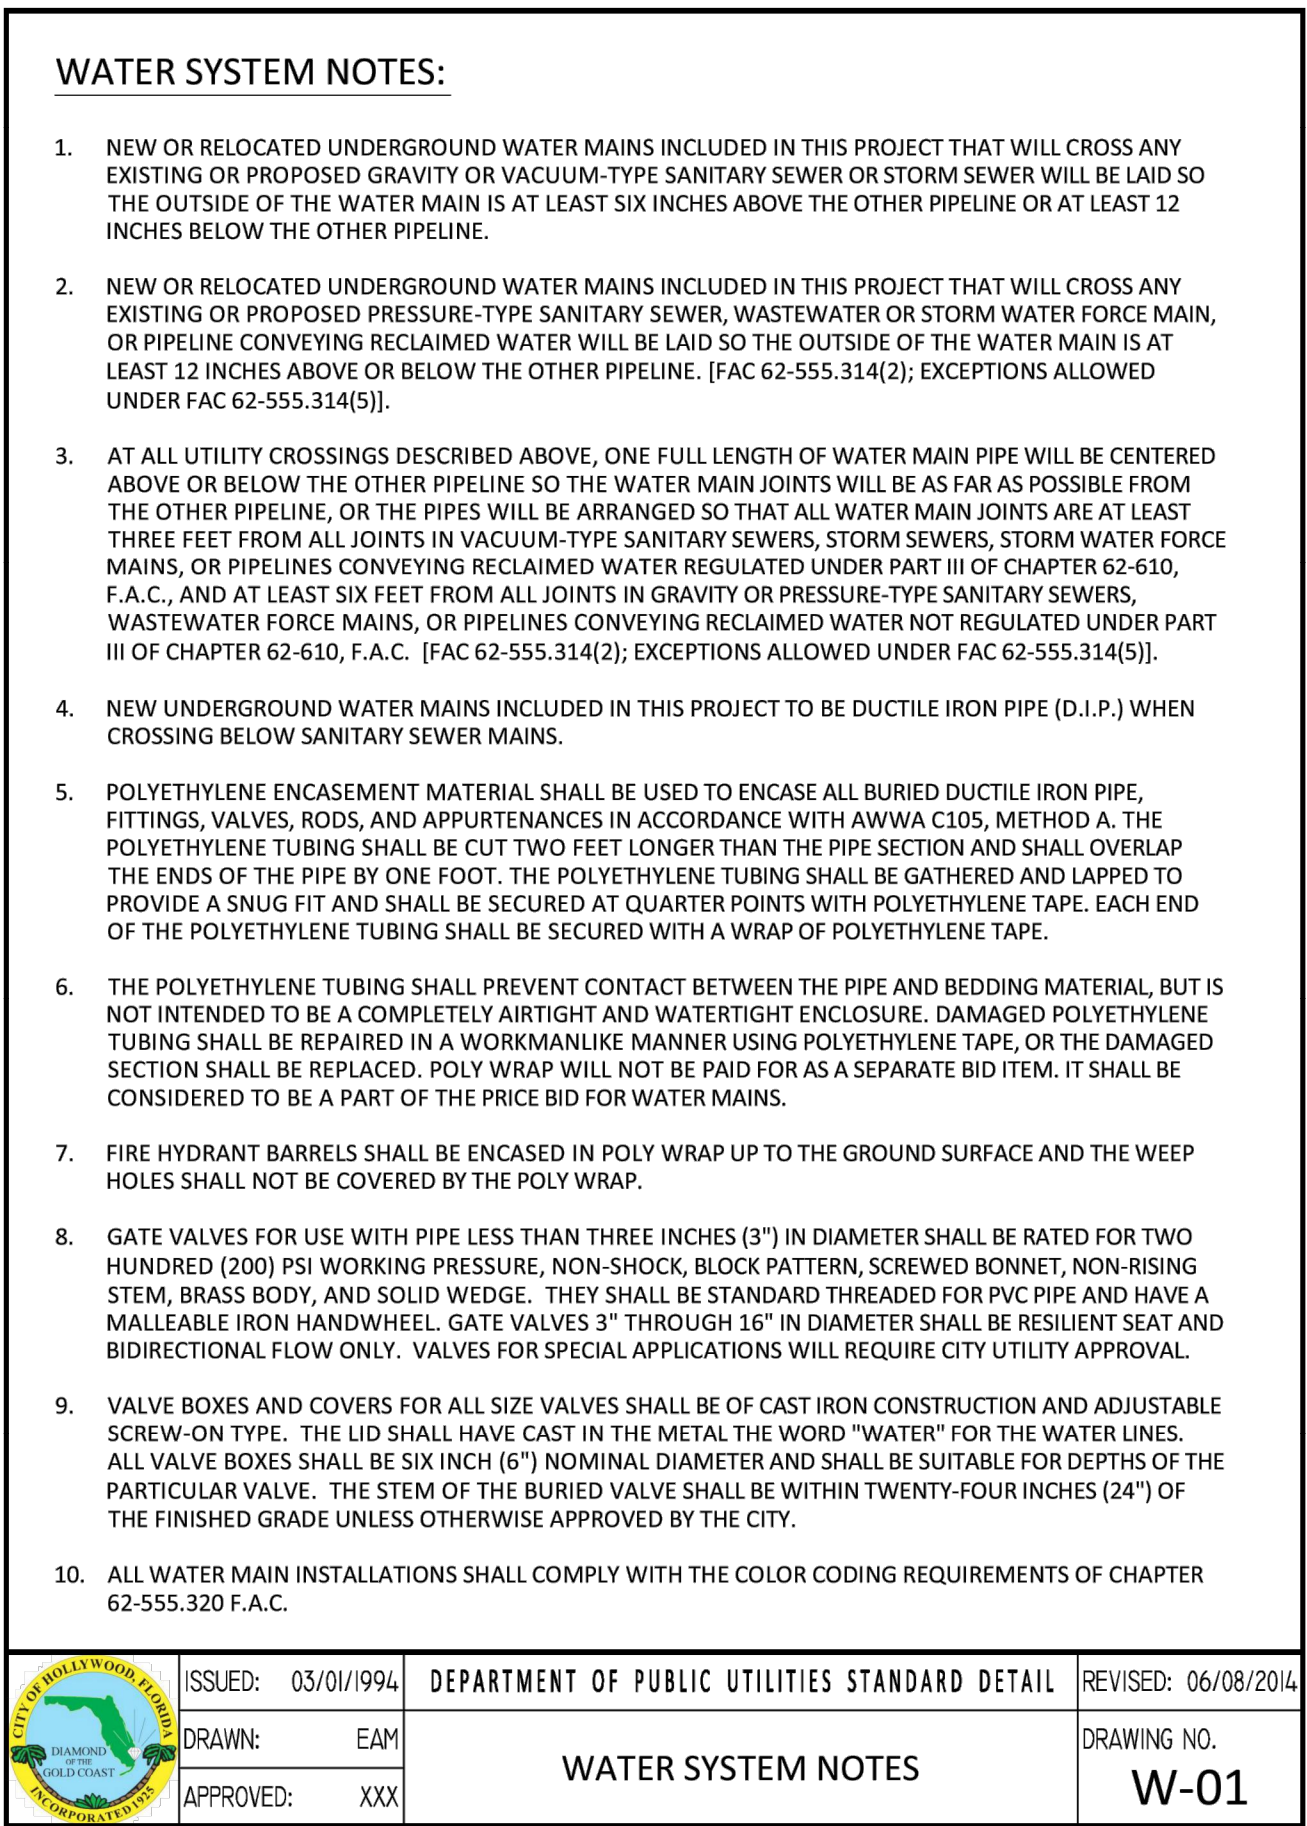 WATER SYSTEM NOTES:
1. NEW OR RELOCATED UNDERGROUND WATER MAINS INCLUDED IN THIS PROJECT THAT WILL CROSS ANY
EXISTING OR PROPOSED GRAVITY OR VACUUM-TYPE SANITARY SEWER OR STORM SEWER WILL BE LAID SO
THE OUTSIDE OF THE WATER MAIN IS AT LEAST SIX INCHES ABOVE THE OTHER PIPELINE OR AT LEAST 12
INCHES BELOW THE OTHER PIPELINE.
2. NEW OR RELOCATED UNDERGROUND WATER MAINS INCLUDED IN THIS PROJECT THAT WILL CROSS ANY
EXISTING OR PROPOSED PRESSURE-TYPE SANITARY SEWER, WASTEWATER OR STORM WATER FORCE MAIN,
OR PIPELINE CONVEYING RECLAIMED WATER WILL BE LAID SO THE OUTSIDE OF THE WATER MAIN IS AT
LEAST 12 INCHES ABOVE OR BELOW THE OTHER PIPELINE. [FAC 62-555.314(2); EXCEPTIONS ALLOWED
UNDER FAC 62-555.314(5)].
3. AT ALL UTILITY CROSSINGS DESCRIBED ABOVE, ONE FULL LENGTH OF WATER MAIN PIPE WILL BE CENTERED
ABOVE OR BELOW THE OTHER PIPELINE SO THE WATER MAIN JOINTS WILL BE AS FAR AS POSSIBLE FROM
THE OTHER PIPELINE, OR THE PIPES WILL BE ARRANGED SO THAT ALL WATER MAIN JOINTS ARE AT LEAST
THREE FEET FROM ALL JOINTS IN VACUUM-TYPE SANITARY SEWERS, STORM SEWERS, STORM WATER FORCE
MAINS, OR PIPELINES CONVEYING RECLAIMED WATER REGULATED UNDER PART III OF CHAPTER 62-610,
F.A.C., AND AT LEAST SIX FEET FROM ALL JOINTS IN GRAVITY OR PRESSURE-TYPE SANITARY SEWERS,
WASTEWATER FORCE MAINS, OR PIPELINES CONVEYING RECLAIMED WATER NOT REGULATED UNDER PART
III OF CHAPTER 62-610, F.A.C. [FAC 62-555.314(2); EXCEPTIONS ALLOWED UNDER FAC 62-555.314(5)].
4. NEW UNDERGROUND WATER MAINS INCLUDED IN THIS PROJECT TO BE DUCTILE IRON PIPE (D.I.P.) WHEN
CROSSING BELOW SANITARY SEWER MAINS.
5. POLYETHYLENE ENCASEMENT MATERIAL SHALL BE USED TO ENCASE ALL BURIED DUCTILE IRON PIPE,
FITTINGS, VALVES, RODS, AND APPURTENANCES IN ACCORDANCE WITH AWWA C105, METHOD A. THE
POLYETHYLENE TUBING SHALL BE CUT TWO FEET LONGER THAN THE PIPE SECTION AND SHALL OVERLAP
THE ENDS OF THE PIPE BY ONE FOOT. THE POLYETHYLENE TUBING SHALL BE GATHERED AND LAPPED TO
PROVIDE A SNUG FIT AND SHALL BE SECURED AT QUARTER POINTS WITH POLYETHYLENE TAPE. EACH END
OF THE POLYETHYLENE TUBING SHALL BE SECURED WITH A WRAP OF POLYETHYLENE TAPE.
6. THE POLYETHYLENE TUBING SHALL PREVENT CONTACT BETWEEN THE PIPE AND BEDDING MATERIAL, BUT IS
NOT INTENDED TO BE A COMPLETELY AIRTIGHT AND WATERTIGHT ENCLOSURE. DAMAGED POLYETHYLENE
TUBING SHALL BE REPAIRED IN A WORKMANLIKE MANNER USING POLYETHYLENE TAPE, OR THE DAMAGED
SECTION SHALL BE REPLACED. POLY WRAP WILL NOT BE PAID FOR AS A SEPARATE BID ITEM. IT SHALL BE
CONSIDERED TO BE A PART OF THE PRICE BID FOR WATER MAINS.
7. FIRE HYDRANT BARRELS SHALL BE ENCASED IN POLY WRAP UP TO THE GROUND SURFACE AND THE WEEP
HOLES SHALL NOT BE COVERED BY THE POLY WRAP.
8. GATE VALVES FOR USE WITH PIPE LESS THAN THREE INCHES (3") IN DIAMETER SHALL BE RATED FOR TWO
HUNDRED (200) PSI WORKING PRESSURE, NON-SHOCK, BLOCK PATTERN, SCREWED BONNET, NON-RISING
STEM, BRASS BODY, AND SOLID WEDGE. THEY SHALL BE STANDARD THREADED FOR PVC PIPE AND HAVE A
MALLEABLE IRON HANDWHEEL. GATE VALVES 3" THROUGH 16" IN DIAMETER SHALL BE RESILIENT SEAT AND
BIDIRECTIONAL FLOW ONLY. VALVES FOR SPECIAL APPLICATIONS WILL REQUIRE CITY UTILITY APPROVAL.
9. VALVE BOXES AND COVERS FOR ALL SIZE VALVES SHALL BE OF CAST IRON CONSTRUCTION AND ADJUSTABLE
SCREW-ON TYPE. THE LID SHALL HAVE CAST IN THE METAL THE WORD "WATER" FOR THE WATER LINES.
ALL VALVE BOXES SHALL BE SIX INCH (6") NOMINAL DIAMETER AND SHALL BE SUITABLE FOR DEPTHS OF THE
PARTICULAR VALVE. THE STEM OF THE BURIED VALVE SHALL BE WITHIN TWENTY-FOUR INCHES (24") OF
THE FINISHED GRADE UNLESS OTHERWISE APPROVED BY THE CITY.
10. ALL WATER MAIN INSTALLATIONS SHALL COMPLY WITH THE COLOR CODING REQUIREMENTS OF CHAPTER
62-555.320 F.A.C.
CITY OF HOLLYWOOD, FLORIDA
DIAMOND
OF THE
GOLD COAST
INCORPORATED 1925
ISSUED: 03/01/1994
DRAWN: EAM
APPROVED: XXX
DEPARTMENT OF PUBLIC UTILITIES STANDARD DETAIL
WATER SYSTEM NOTES
REVISED: 06/08/2014
DRAWING NO.
W-01